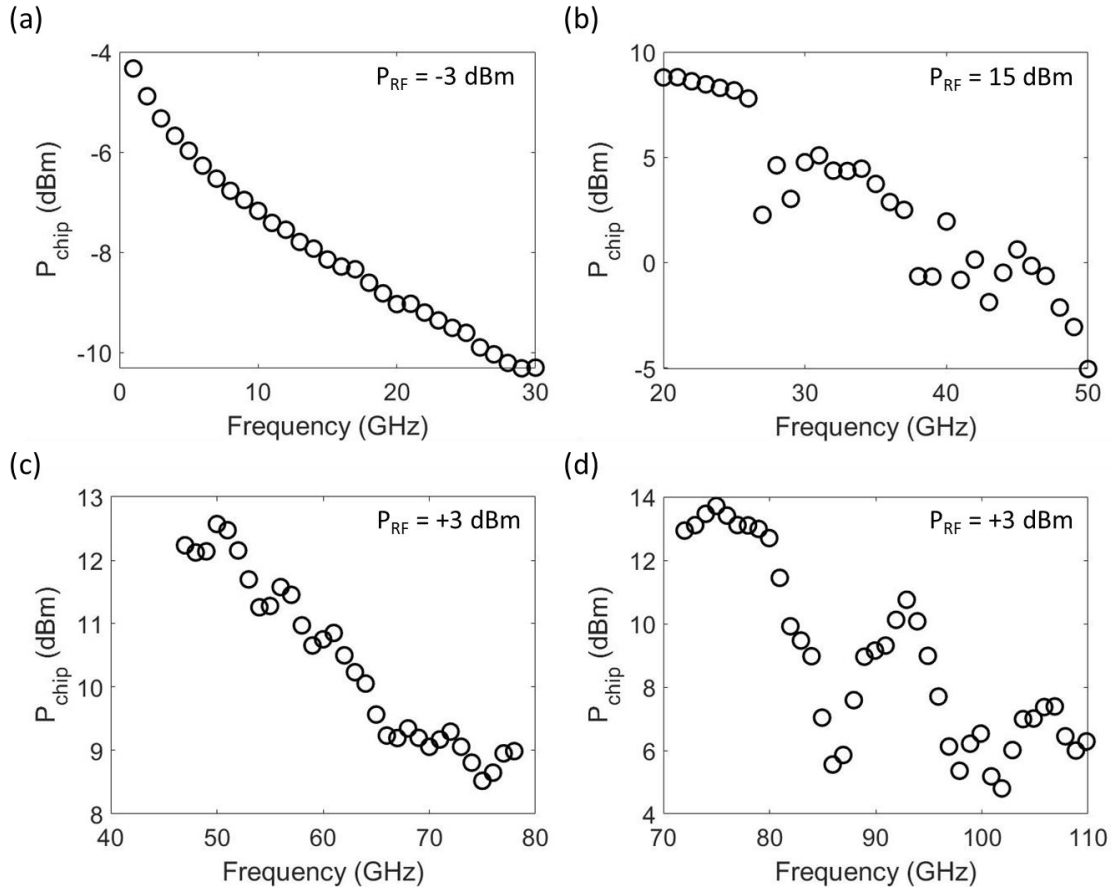 (a)
P_RF = -3 dBm
-4
-6
-8
-10
P_chip (dBm)
0 10 20 30
Frequency (GHz)
(b)
P_RF = 15 dBm
10
5
0
-5
P_chip (dBm)
20 30 40 50
Frequency (GHz)
(c)
P_RF = +3 dBm
13
12
11
10
9
8
P_chip (dBm)
40 50 60 70 80
Frequency (GHz)
(d)
P_RF = +3 dBm
14
12
10
8
6
4
P_chip (dBm)
70 80 90 100 110
Frequency (GHz)